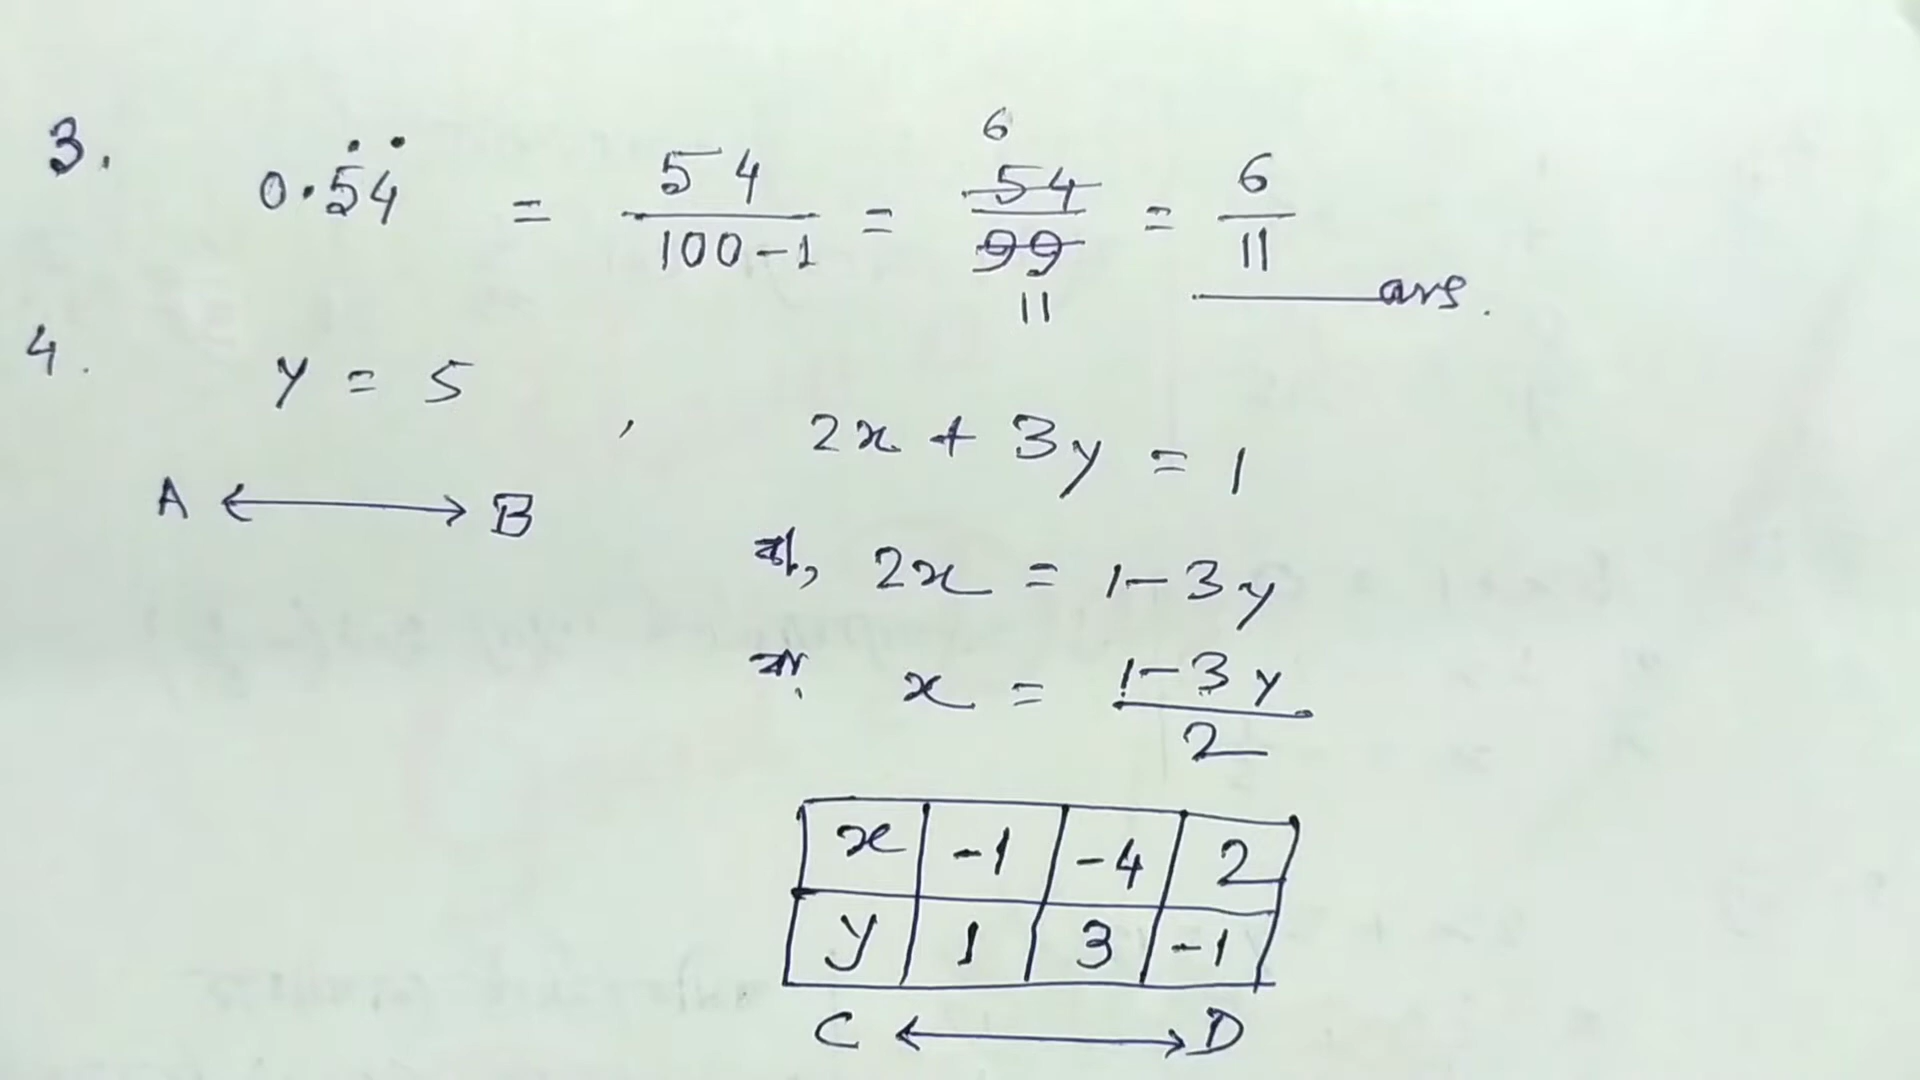 3. 0.5̇4̇ = 54/(100-1) = 54/99 = 6/11 ans.
6
11
4. y = 5 , 2x + 3y = 1
A ↔ B
বা, 2x = 1-3y
বা, x = (1-3y)/2
x -1 -4 2
y 1 3 -1
C ↔ D